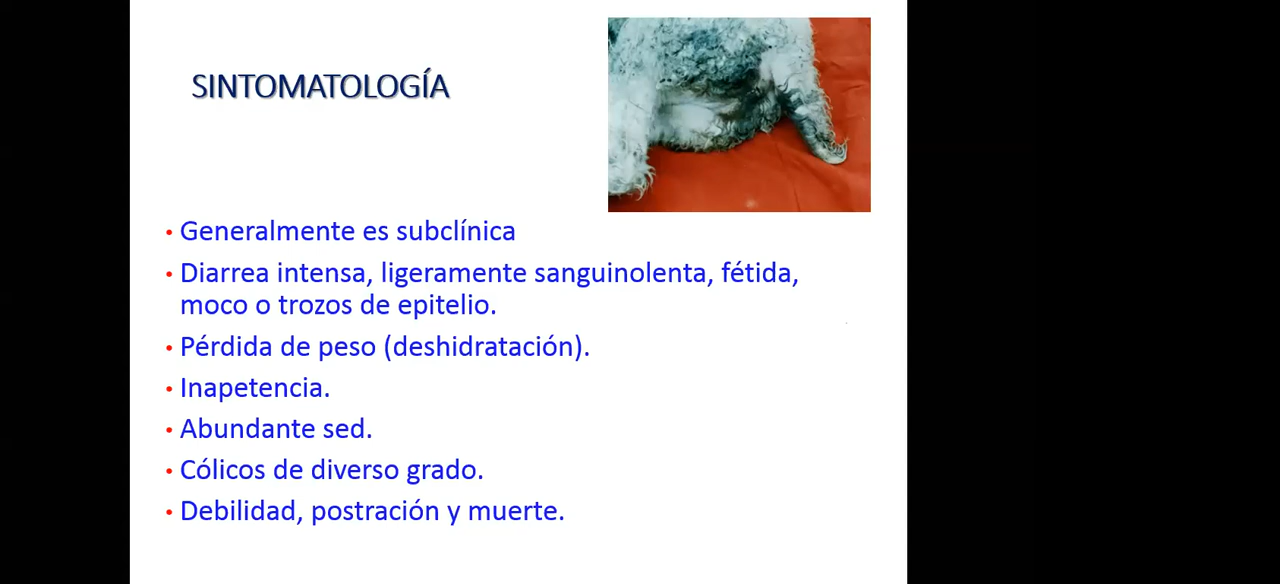 SINTOMATOLOGÍA
• Generalmente es subclínica
• Diarrea intensa, ligeramente sanguinolenta, fétida,
moco o trozos de epitelio.
• Pérdida de peso (deshidratación).
• Inapetencia.
• Abundante sed.
• Cólicos de diverso grado.
• Debilidad, postración y muerte.